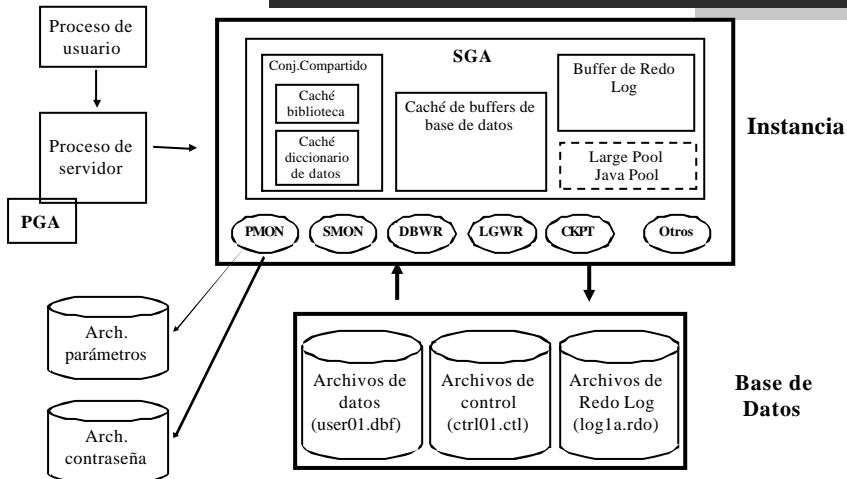 Proceso de
usuario
Proceso de
servidor
PGA
SGA
Conj.Compartido
Caché
biblioteca
Caché
diccionario
de datos
Caché de buffers de
base de datos
Buffer de Redo
Log
Large Pool
Java Pool
Instancia
PMON
SMON
DBWR
LGWR
CKPT
Otros
Arch.
parámetros
Arch.
contraseña
Archivos de
datos
(user01.dbf)
Archivos de
control
(ctrl01.ctl)
Archivos de
Redo Log
(log1a.rdo)
Base de
Datos